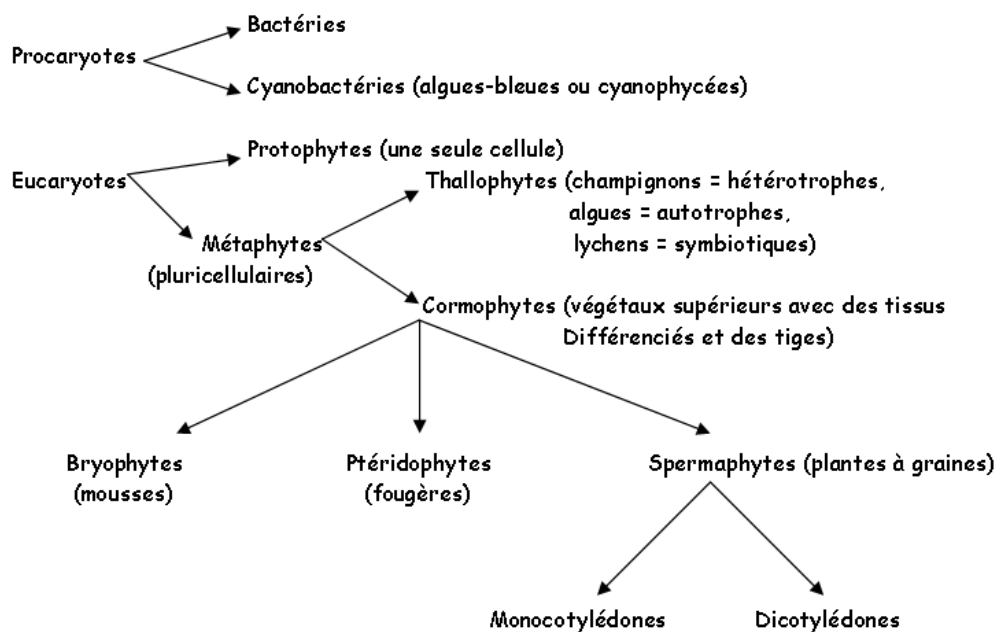 Bactéries
Procaryotes
Cyanobactéries (algues-bleues ou cyanophycées)
Protophytes (une seule cellule)
Eucaryotes
Thallophytes (champignons = hétérotrophes,
algues = autotrophes,
lychens = symbiotiques)
Métaphytes
(pluricellulaires)
Cormophytes (végétaux supérieurs avec des tissus
Différenciés et des tiges)
Bryophytes
(mousses)
Ptéridophytes
(fougères)
Spermaphytes (plantes à graines)
Monocotylédones
Dicotylédones